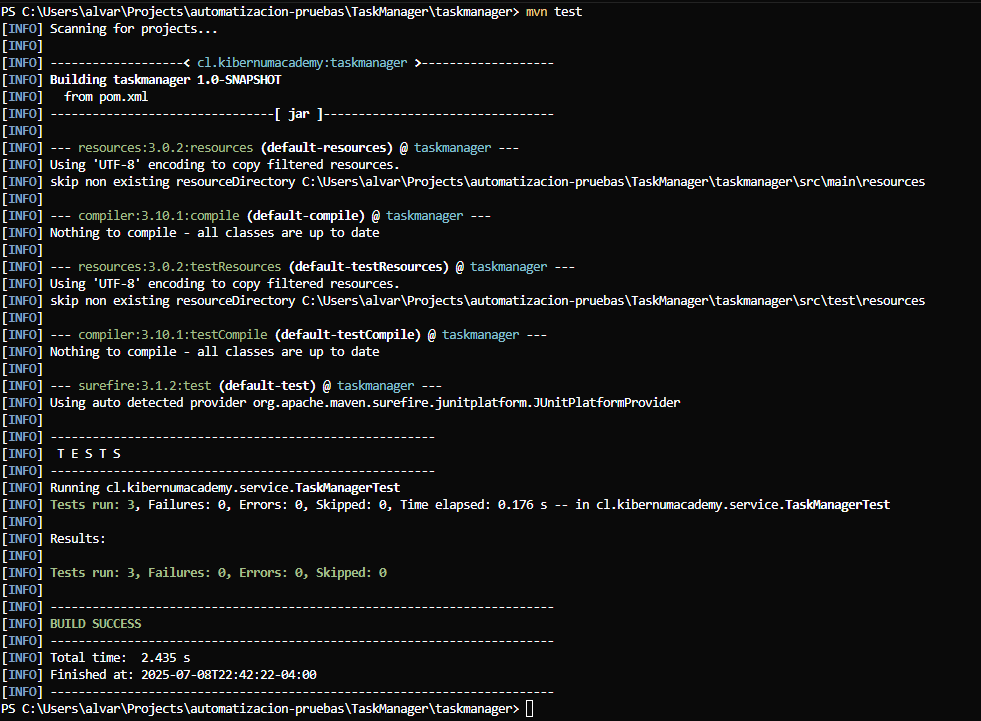 PS C:\Users\alvar\Projects\automatizacion-pruebas\TaskManager\taskmanager> mvn test
[INFO] Scanning for projects...
[INFO]
[INFO] -------------------< cl.kibernumacademy:taskmanager >-------------------
[INFO] Building taskmanager 1.0-SNAPSHOT
[INFO]   from pom.xml
[INFO] --------------------------------[ jar ]---------------------------------
[INFO]
[INFO] --- resources:3.0.2:resources (default-resources) @ taskmanager ---
[INFO] Using 'UTF-8' encoding to copy filtered resources.
[INFO] skip non existing resourceDirectory C:\Users\alvar\Projects\automatizacion-pruebas\TaskManager\taskmanager\src\main\resources
[INFO]
[INFO] --- compiler:3.10.1:compile (default-compile) @ taskmanager ---
[INFO] Nothing to compile - all classes are up to date
[INFO]
[INFO] --- resources:3.0.2:testResources (default-testResources) @ taskmanager ---
[INFO] Using 'UTF-8' encoding to copy filtered resources.
[INFO] skip non existing resourceDirectory C:\Users\alvar\Projects\automatizacion-pruebas\TaskManager\taskmanager\src\test\resources
[INFO]
[INFO] --- compiler:3.10.1:testCompile (default-testCompile) @ taskmanager ---
[INFO] Nothing to compile - all classes are up to date
[INFO]
[INFO] --- surefire:3.1.2:test (default-test) @ taskmanager ---
[INFO] Using auto detected provider org.apache.maven.surefire.junitplatform.JUnitPlatformProvider
[INFO]
[INFO] -------------------------------------------------------
[INFO]  T E S T S
[INFO] -------------------------------------------------------
[INFO] Running cl.kibernumacademy.service.TaskManagerTest
[INFO] Tests run: 3, Failures: 0, Errors: 0, Skipped: 0, Time elapsed: 0.176 s -- in cl.kibernumacademy.service.TaskManagerTest
[INFO]
[INFO] Results:
[INFO]
[INFO] Tests run: 3, Failures: 0, Errors: 0, Skipped: 0
[INFO]
[INFO] ------------------------------------------------------------------------
[INFO] BUILD SUCCESS
[INFO] ------------------------------------------------------------------------
[INFO] Total time:  2.435 s
[INFO] Finished at: 2025-07-08T22:42:22-04:00
[INFO] ------------------------------------------------------------------------
PS C:\Users\alvar\Projects\automatizacion-pruebas\TaskManager\taskmanager>